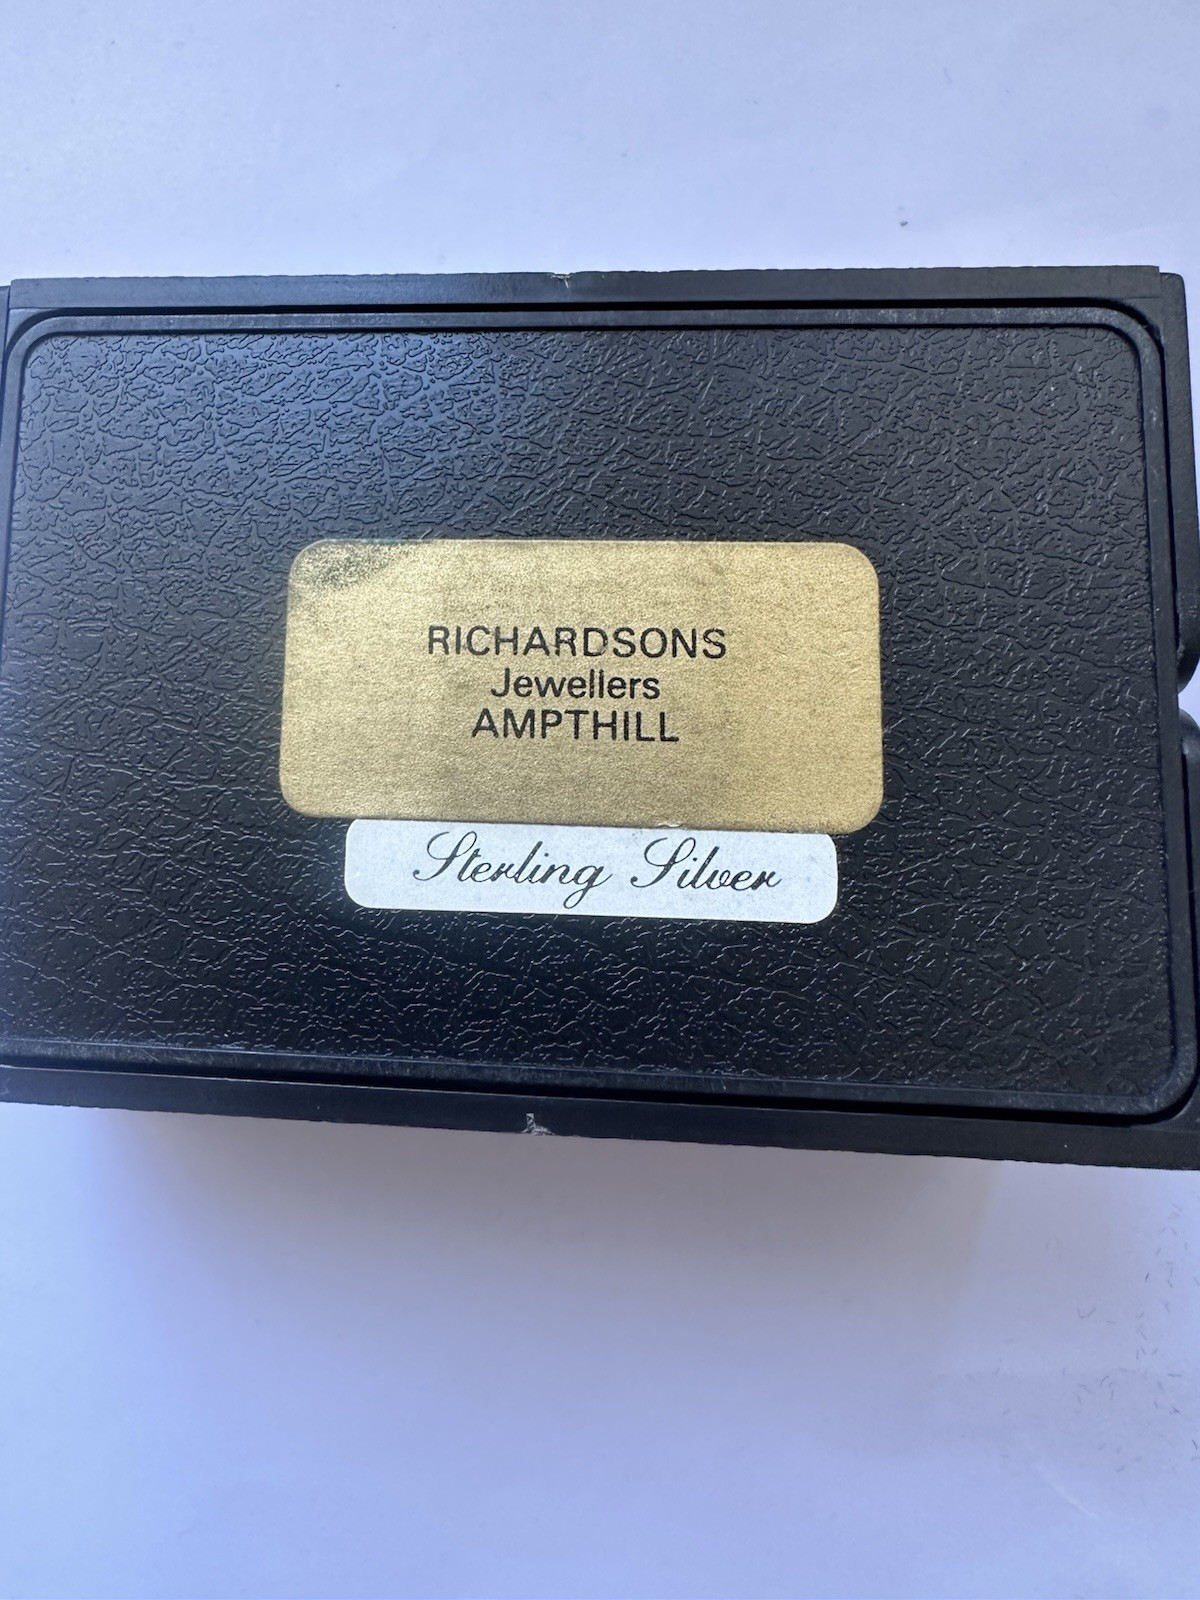 RICHARDSONS
Jewellers
AMPTHILL
Sterling Silver